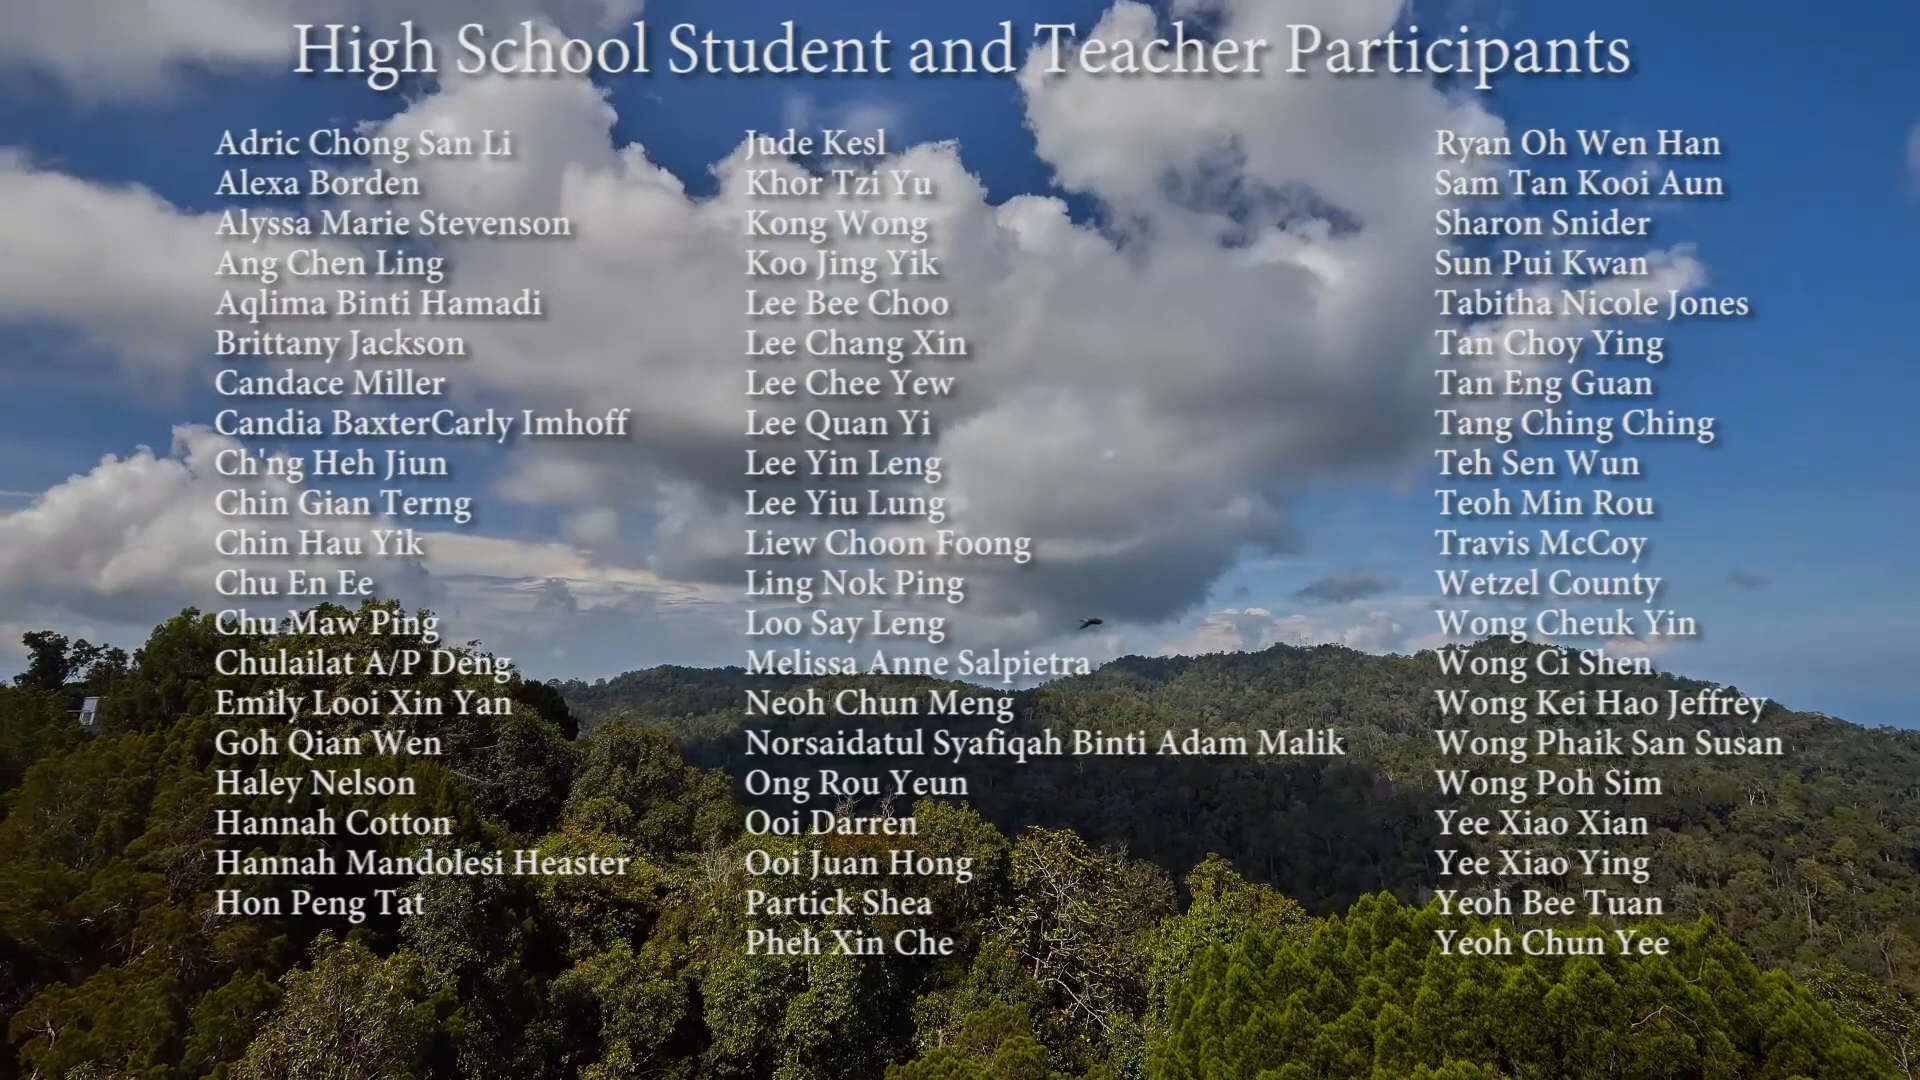 High School Student and Teacher Participants
Adric Chong San Li
Alexa Borden
Alyssa Marie Stevenson
Ang Chen Ling
Aqlima Binti Hamadi
Brittany Jackson
Candace Miller
Candia BaxterCarly Imhoff
Ch'ng Heh Jiun
Chin Gian Terng
Chin Hau Yik
Chu En Ee
Chu Maw Ping
Chulailat A/P Deng
Emily Looi Xin Yan
Goh Qian Wen
Haley Nelson
Hannah Cotton
Hannah Mandolesi Heaster
Hon Peng Tat
Jude Kesl
Khor Tzi Yu
Kong Wong
Koo Jing Yik
Lee Bee Choo
Lee Chang Xin
Lee Chee Yew
Lee Quan Yi
Lee Yin Leng
Lee Yiu Lung
Liew Choon Foong
Ling Nok Ping
Loo Say Leng
Melissa Anne Salpietra
Neoh Chun Meng
Norsaidatul Syafiqah Binti Adam Malik
Ong Rou Yeun
Ooi Darren
Ooi Juan Hong
Partick Shea
Pheh Xin Che
Ryan Oh Wen Han
Sam Tan Kooi Aun
Sharon Snider
Sun Pui Kwan
Tabitha Nicole Jones
Tan Choy Ying
Tan Eng Guan
Tang Ching Ching
Teh Sen Wun
Teoh Min Rou
Travis McCoy
Wetzel County
Wong Cheuk Yin
Wong Ci Shen
Wong Kei Hao Jeffrey
Wong Phaik San Susan
Wong Poh Sim
Yee Xiao Xian
Yee Xiao Ying
Yeoh Bee Tuan
Yeoh Chun Yee